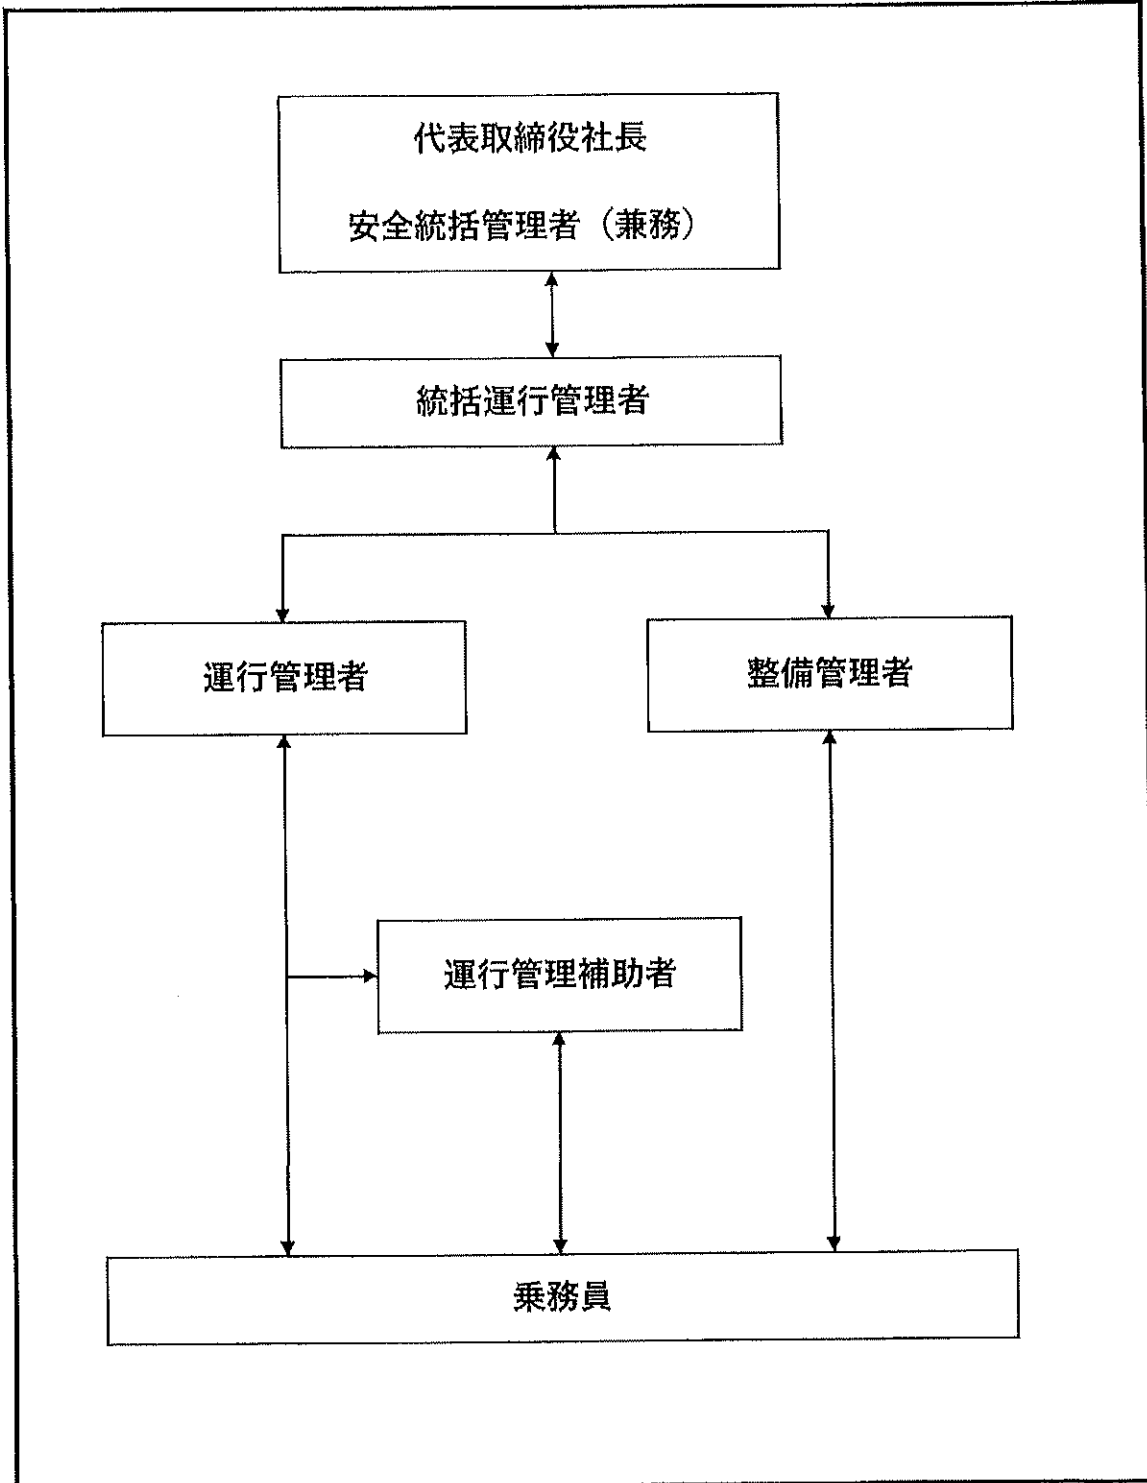 代表取締役社長
安全統括管理者（兼務）
統括運行管理者
運行管理者
整備管理者
運行管理補助者
乗務員